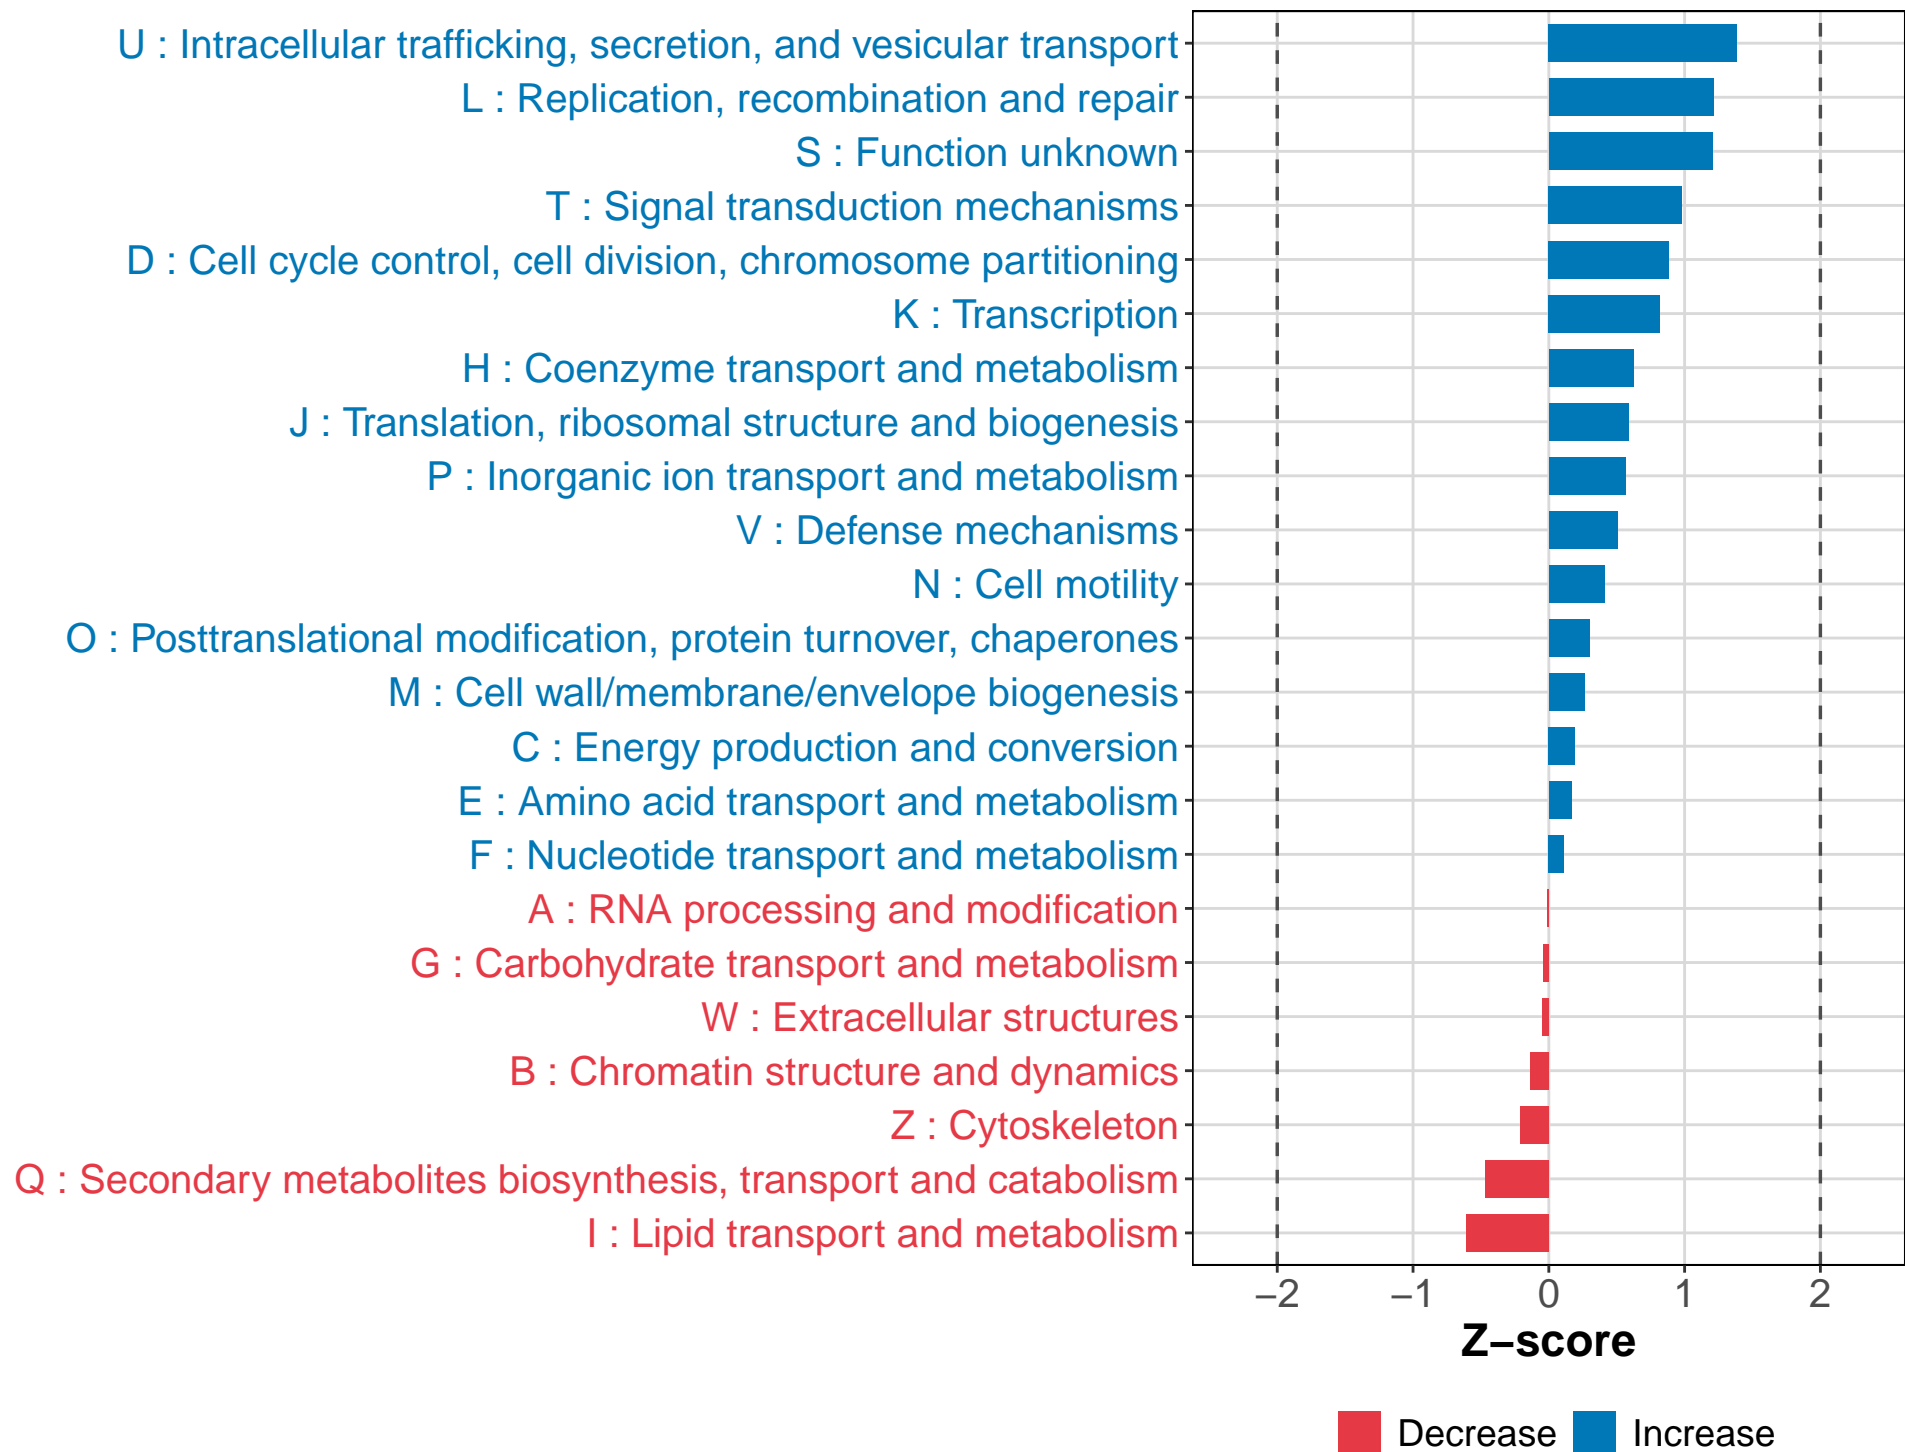 U : Intracellular trafficking, secretion, and vesicular transport
L : Replication, recombination and repair
S : Function unknown
T : Signal transduction mechanisms
D : Cell cycle control, cell division, chromosome partitioning
K : Transcription
H : Coenzyme transport and metabolism
J : Translation, ribosomal structure and biogenesis
P : Inorganic ion transport and metabolism
V : Defense mechanisms
N : Cell motility
O : Posttranslational modification, protein turnover, chaperones
M : Cell wall/membrane/envelope biogenesis
C : Energy production and conversion
E : Amino acid transport and metabolism
F : Nucleotide transport and metabolism
A : RNA processing and modification
G : Carbohydrate transport and metabolism
W : Extracellular structures
B : Chromatin structure and dynamics
Z : Cytoskeleton
Q : Secondary metabolites biosynthesis, transport and catabolism
I : Lipid transport and metabolism
−2 −1 0 1 2
Z−score
Decrease Increase